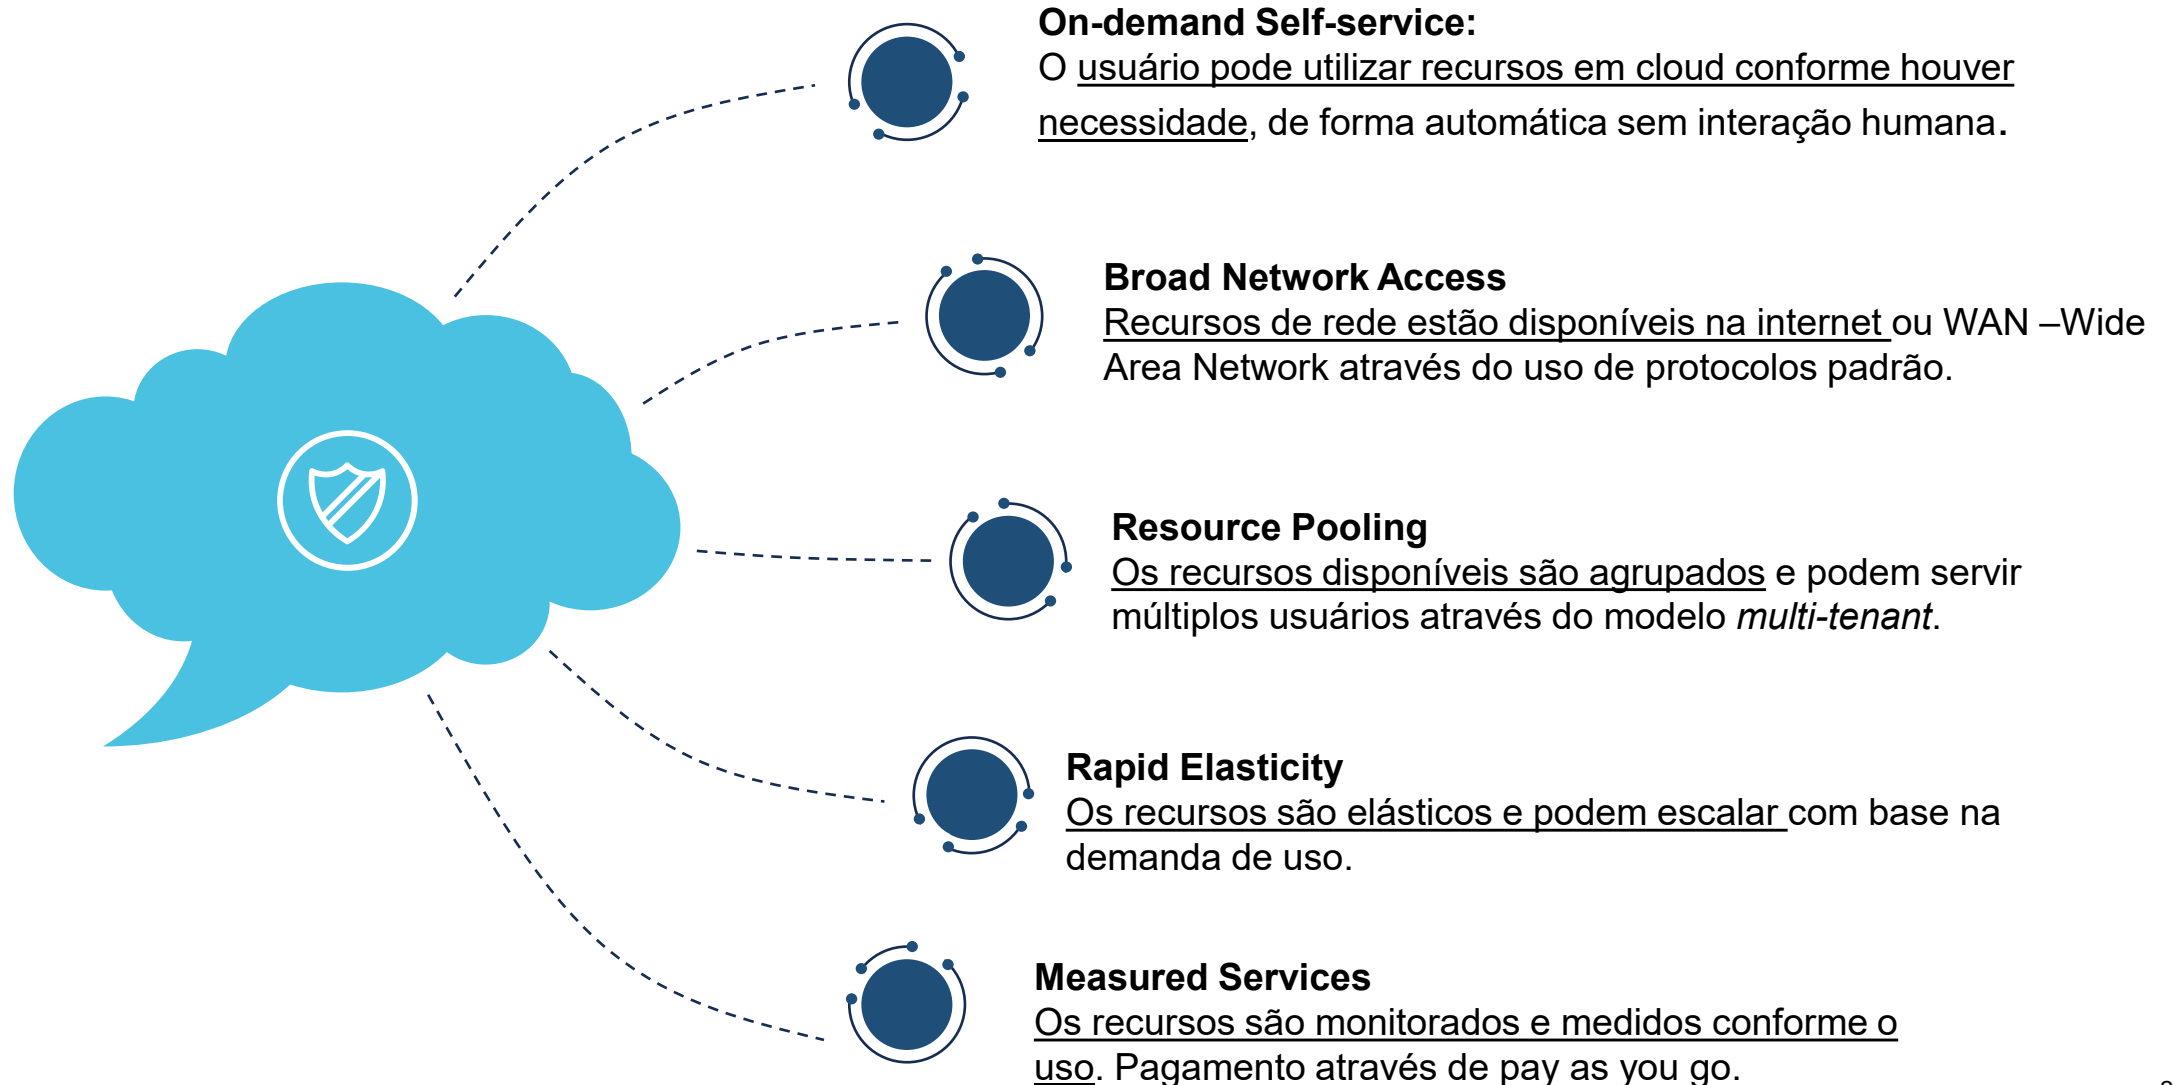 On-demand Self-service:
O usuário pode utilizar recursos em cloud conforme houver
necessidade, de forma automática sem interação humana.
Broad Network Access
Recursos de rede estão disponíveis na internet ou WAN –Wide
Area Network através do uso de protocolos padrão.
Resource Pooling
Os recursos disponíveis são agrupados e podem servir
múltiplos usuários através do modelo multi-tenant.
Rapid Elasticity
Os recursos são elásticos e podem escalar com base na
demanda de uso.
Measured Services
Os recursos são monitorados e medidos conforme o
uso. Pagamento através de pay as you go.